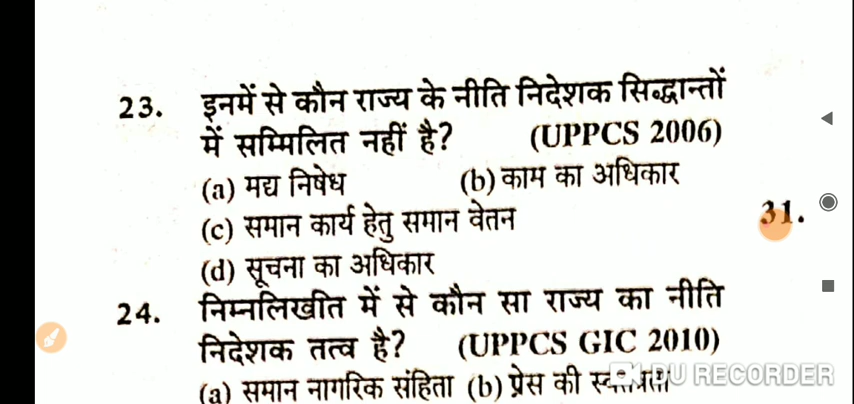 23. इनमें से कौन राज्य के नीति निदेशक सिद्धान्तों
में सम्मिलित नहीं है? (UPPCS 2006)
(a) मद्य निषेध (b) काम का अधिकार
(c) समान कार्य हेतु समान वेतन
31.
(d) सूचना का अधिकार
24. निम्नलिखीत में से कौन सा राज्य का नीति
निदेशक तत्व है? (UPPCS GIC 2010)
(a) समान नागरिक संहिता (b) प्रेस की
DU RECORDER